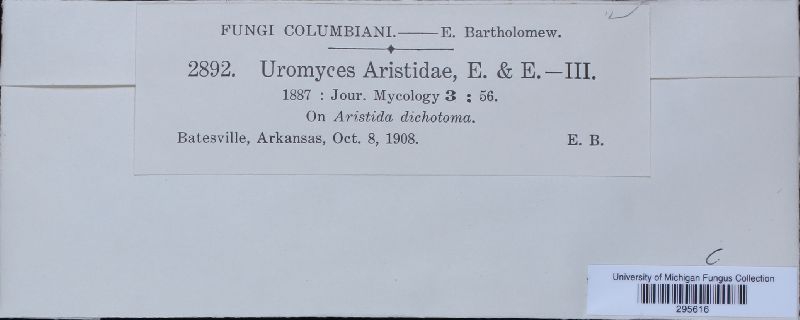 FUNGI COLUMBIANI.——E. Bartholomew.
2892. Uromyces Aristidae, E. & E.—III.
1887 : Jour. Mycology 3 : 56.
On Aristida dichotoma.
Batesville, Arkansas, Oct. 8, 1908. E. B.
C
University of Michigan Fungus Collection
295616